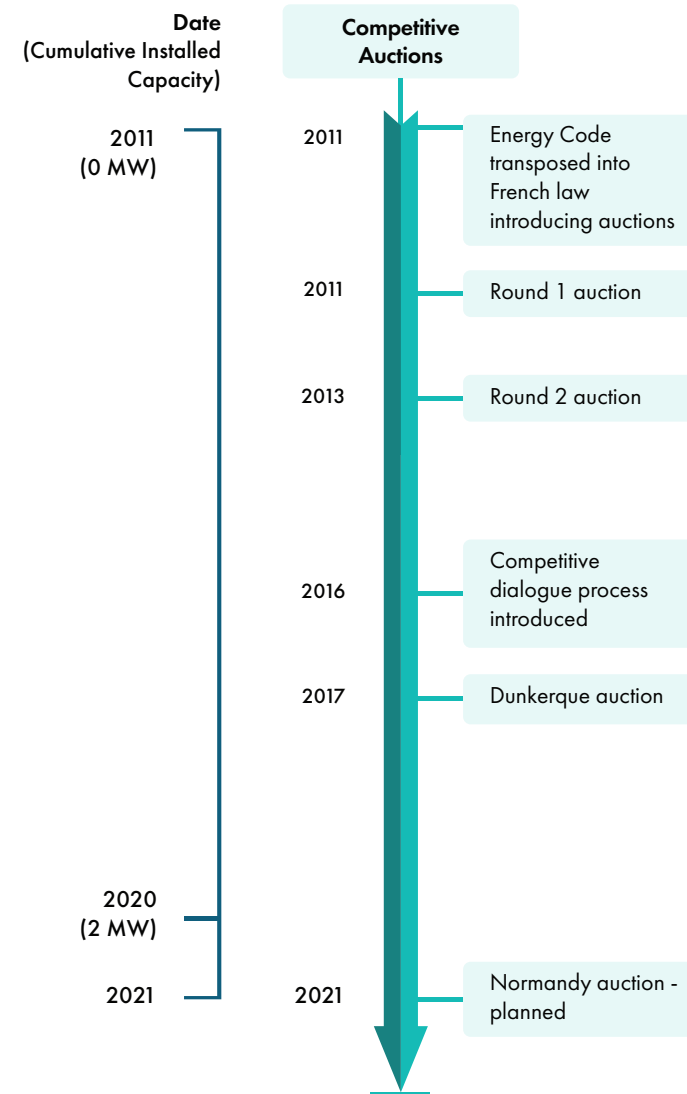 Date
(Cumulative Installed
Capacity)
Competitive
Auctions
2011
(0 MW)
2011
Energy Code
transposed into
French law
introducing auctions
2011
Round 1 auction
2013
Round 2 auction
2016
Competitive
dialogue process
introduced
2017
Dunkerque auction
2020
(2 MW)
2021
2021
Normandy auction -
planned